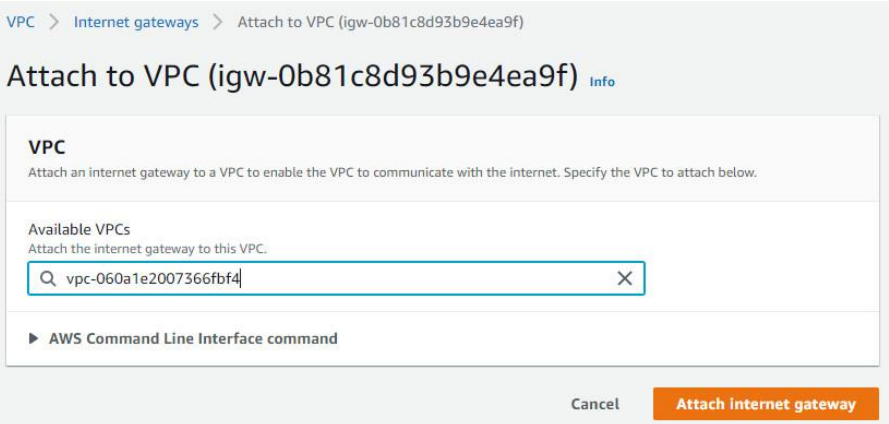 VPC > Internet gateways > Attach to VPC (igw-0b81c8d93b9e4ea9f)
Attach to VPC (igw-0b81c8d93b9e4ea9f) Info
VPC
Attach an internet gateway to a VPC to enable the VPC to communicate with the internet. Specify the VPC to attach below.
Available VPCs
Attach the internet gateway to this VPC.
vpc-060a1e2007366fbf4
AWS Command Line Interface command
Cancel Attach internet gateway